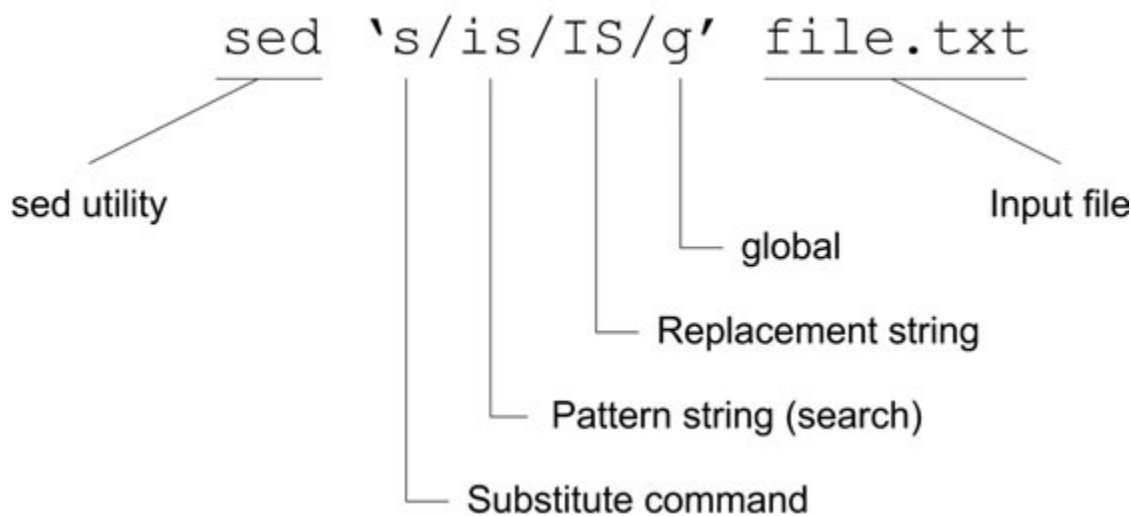 sed ‘s/is/IS/g’ file.txt
sed utility
Input file
global
Replacement string
Pattern string (search)
Substitute command